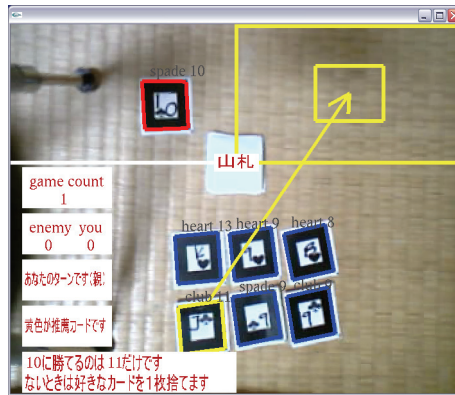 spade 10
山札
game count
1
enemy you
0 0
あなたのターンです(親
黄色が推薦カードです
heart 13 heart 9 heart 8
club 11 spade 9 club
10に勝てるのは 11だけです
ないときは好きなカードを1枚捨てます